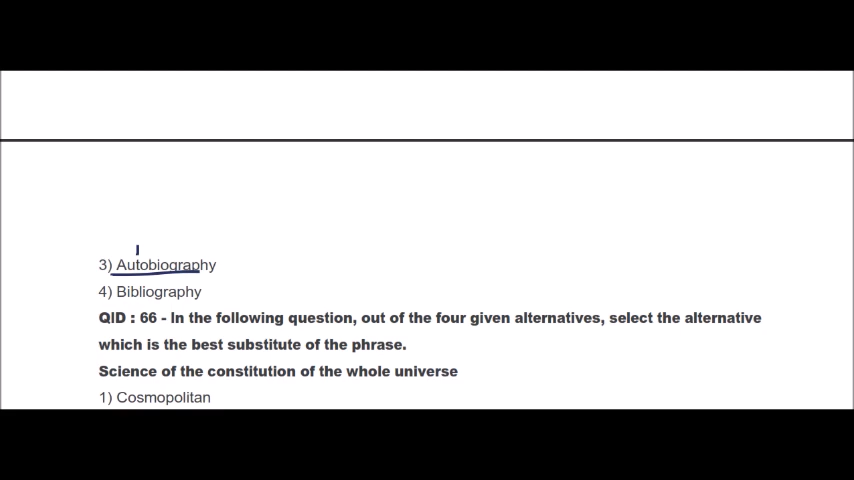 3) Autobiography
4) Bibliography
QID : 66 - In the following question, out of the four given alternatives, select the alternative
which is the best substitute of the phrase.
Science of the constitution of the whole universe
1) Cosmopolitan